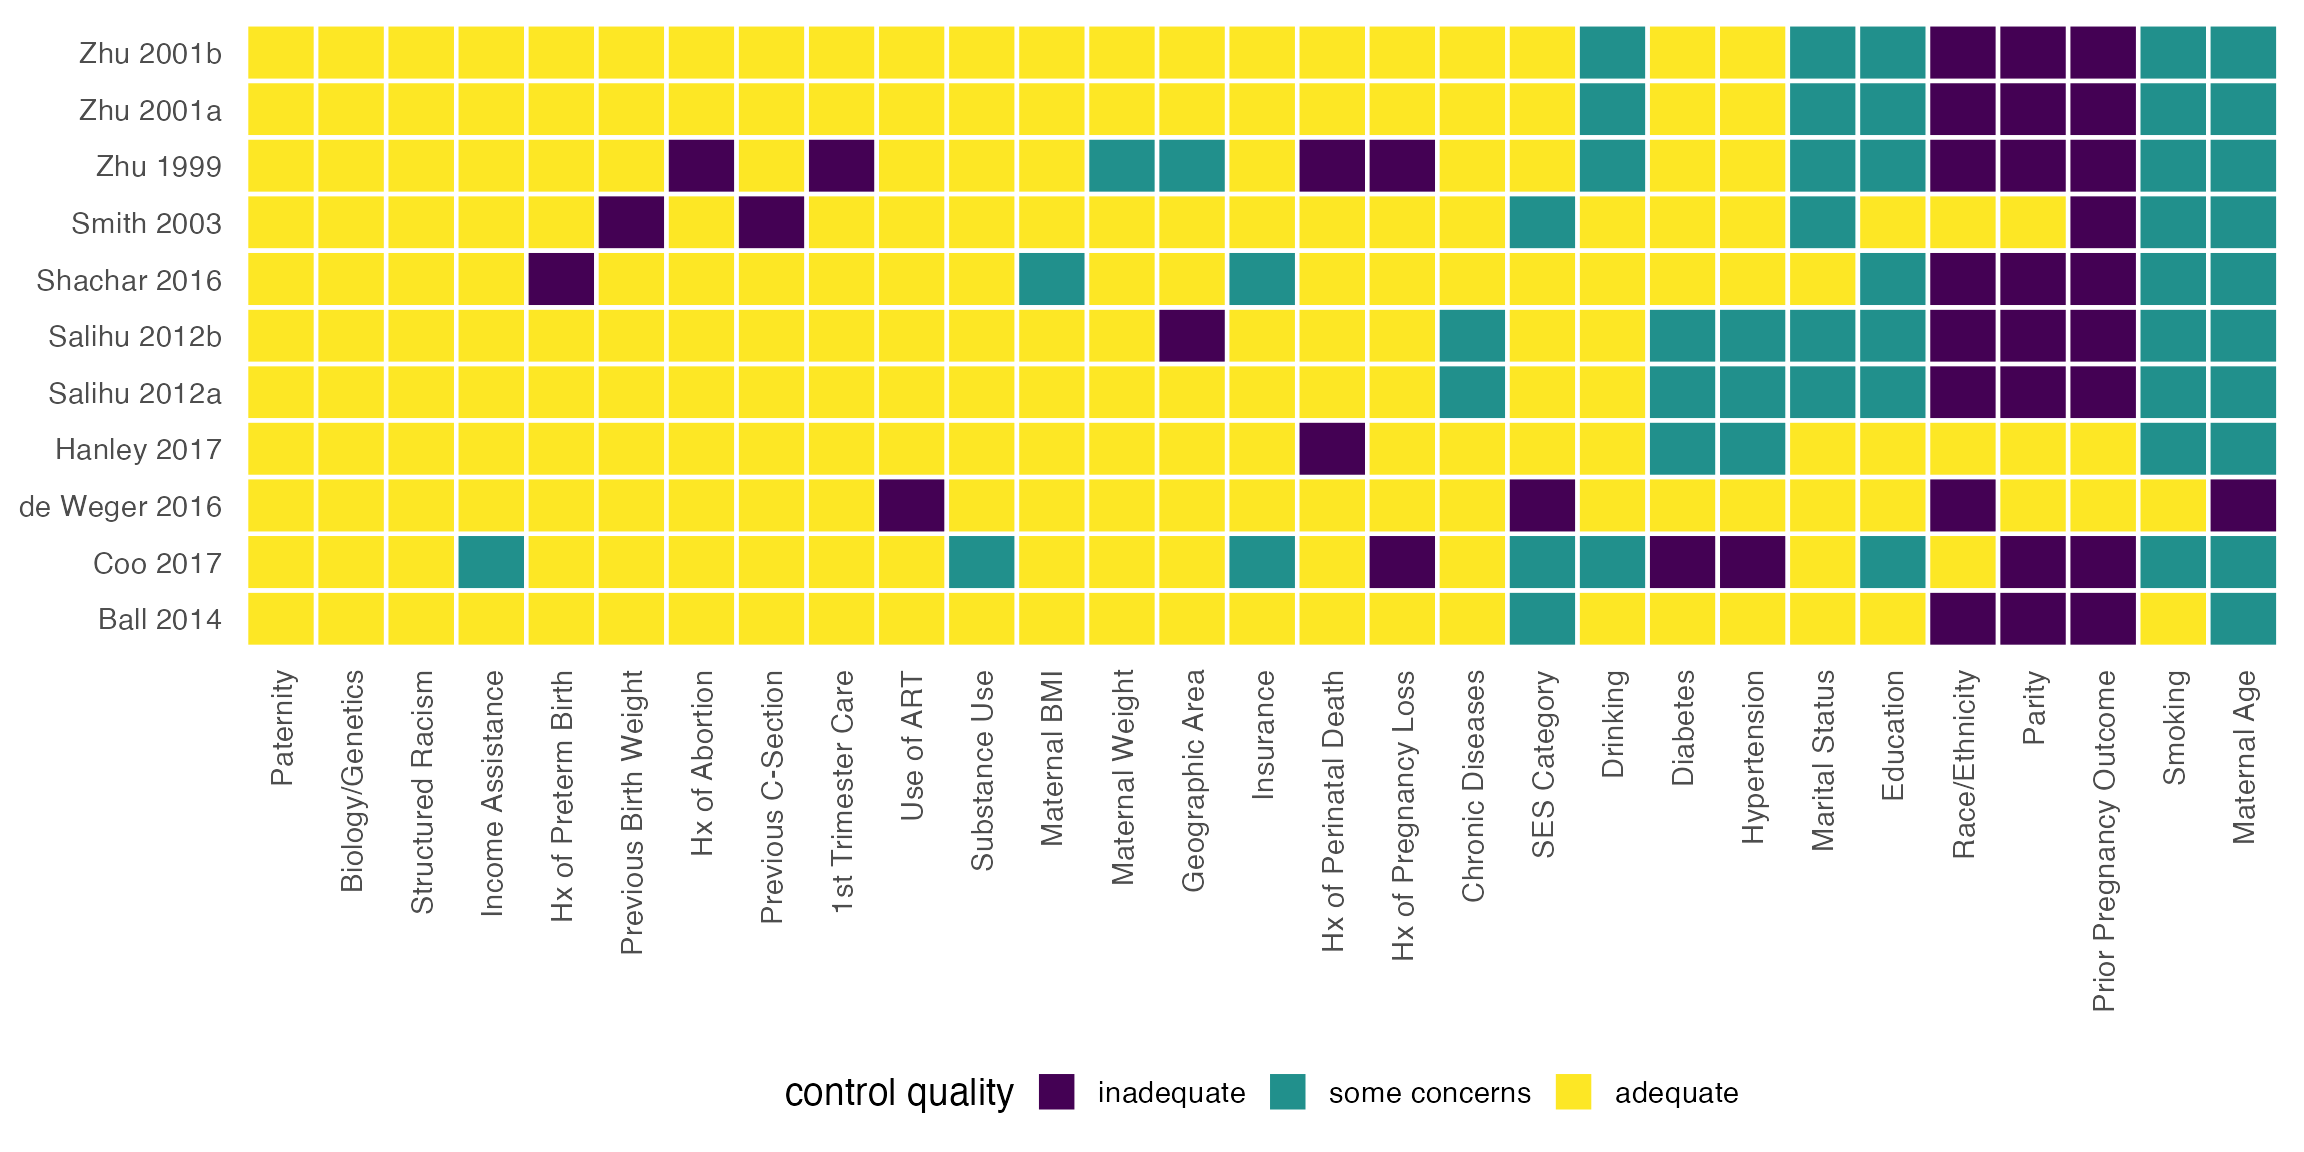 Zhu 2001b
Zhu 2001a
Zhu 1999
Smith 2003
Shachar 2016
Salihu 2012b
Salihu 2012a
Hanley 2017
de Weger 2016
Coo 2017
Ball 2014
Paternity
Biology/Genetics
Structured Racism
Income Assistance
Hx of Preterm Birth
Previous Birth Weight
Hx of Abortion
Previous C-Section
1st Trimester Care
Use of ART
Substance Use
Maternal BMI
Maternal Weight
Geographic Area
Insurance
Hx of Perinatal Death
Hx of Pregnancy Loss
Chronic Diseases
SES Category
Drinking
Diabetes
Hypertension
Marital Status
Education
Race/Ethnicity
Parity
Prior Pregnancy Outcome
Smoking
Maternal Age
control quality inadequate some concerns adequate